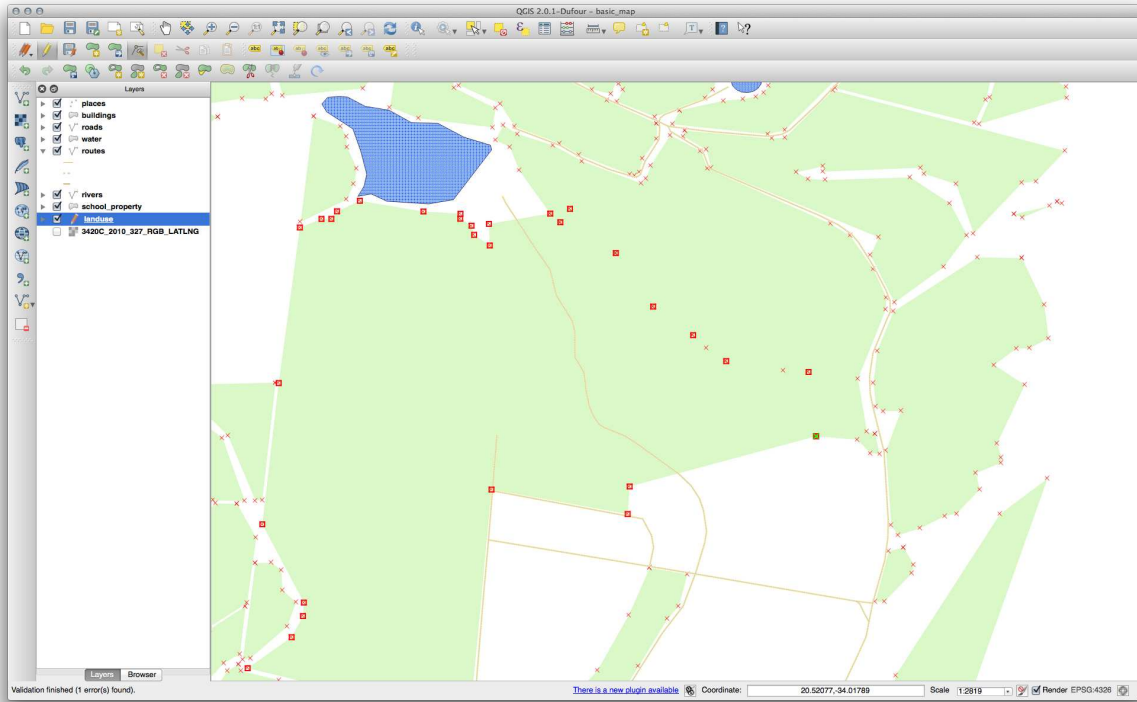 QGIS 2.0.1-Dufour - basic_map
Layers
places
buildings
roads
water
routes
rivers
school_property
landuse
3420C_2010_327_RGB_LATLNG
Layers Browser
Validation finished (1 error(s) found). There is a new plugin available Coordinate: 20.52077,-34.01789 Scale 1:2819 Render EPSG:4326